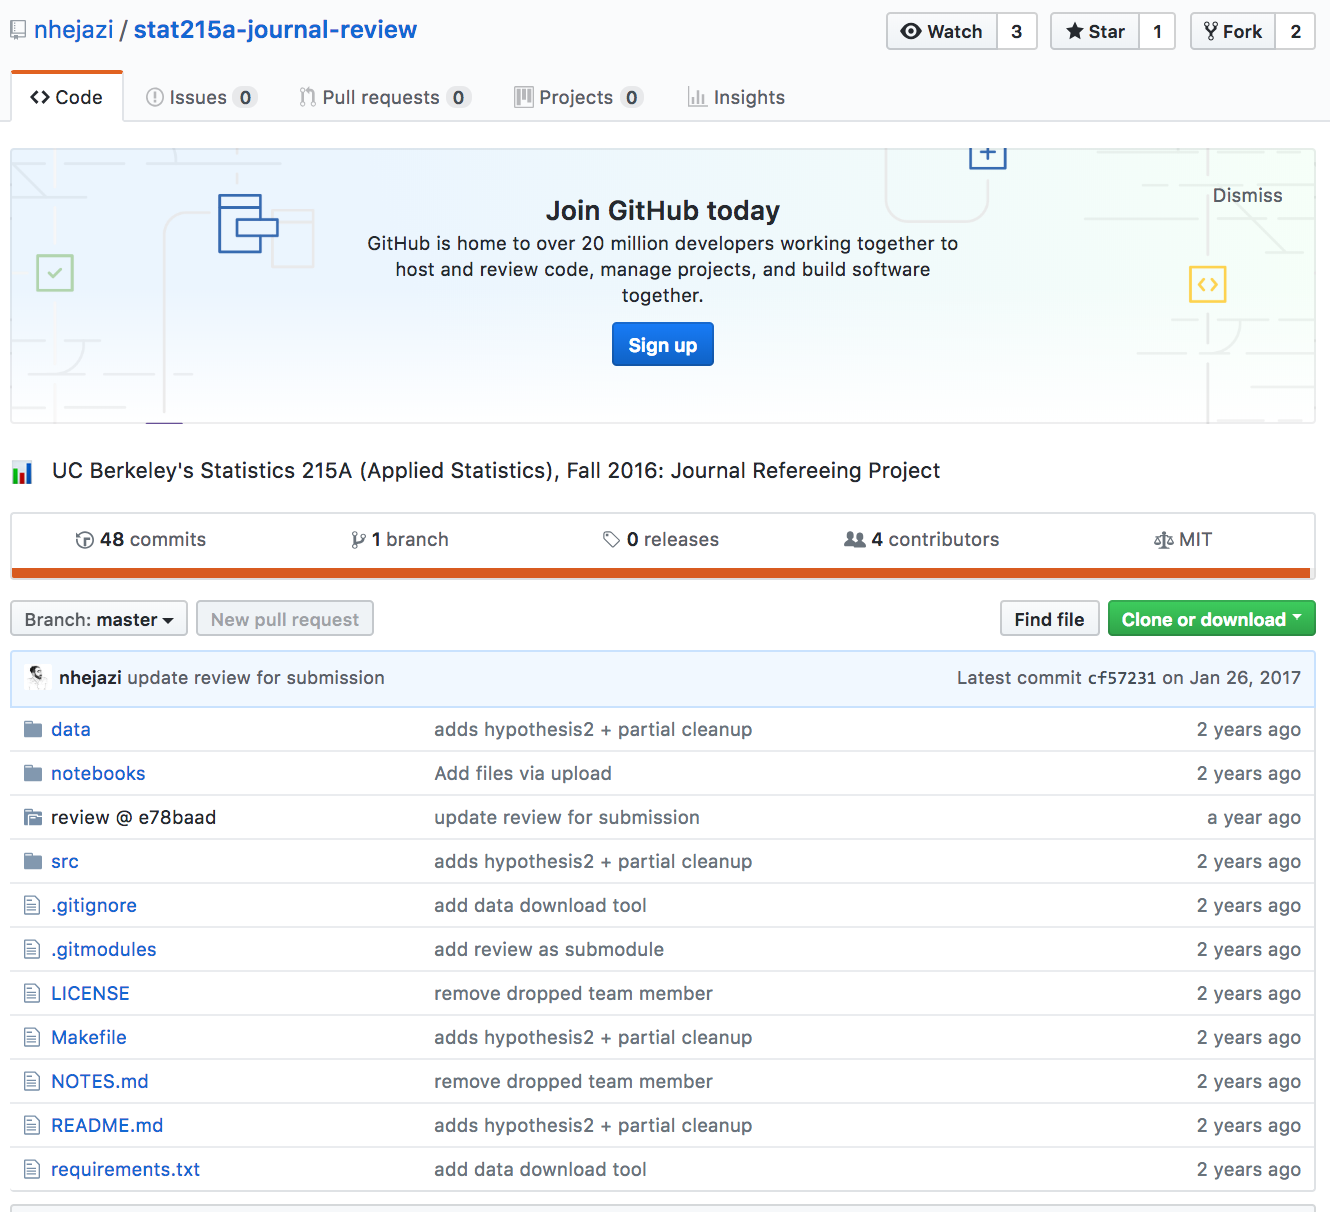 nhejazi / stat215a-journal-review
Watch 3 Star 1 Fork 2
Code Issues 0 Pull requests 0 Projects 0 Insights
Dismiss
Join GitHub today
GitHub is home to over 20 million developers working together to
host and review code, manage projects, and build software
together.
Sign up
UC Berkeley's Statistics 215A (Applied Statistics), Fall 2016: Journal Refereeing Project
48 commits 1 branch 0 releases 4 contributors MIT
Branch: master New pull request Find file Clone or download
nhejazi update review for submission Latest commit cf57231 on Jan 26, 2017
data adds hypothesis2 + partial cleanup 2 years ago
notebooks Add files via upload 2 years ago
review @ e78baad update review for submission a year ago
src adds hypothesis2 + partial cleanup 2 years ago
.gitignore add data download tool 2 years ago
.gitmodules add review as submodule 2 years ago
LICENSE remove dropped team member 2 years ago
Makefile adds hypothesis2 + partial cleanup 2 years ago
NOTES.md remove dropped team member 2 years ago
README.md adds hypothesis2 + partial cleanup 2 years ago
requirements.txt add data download tool 2 years ago